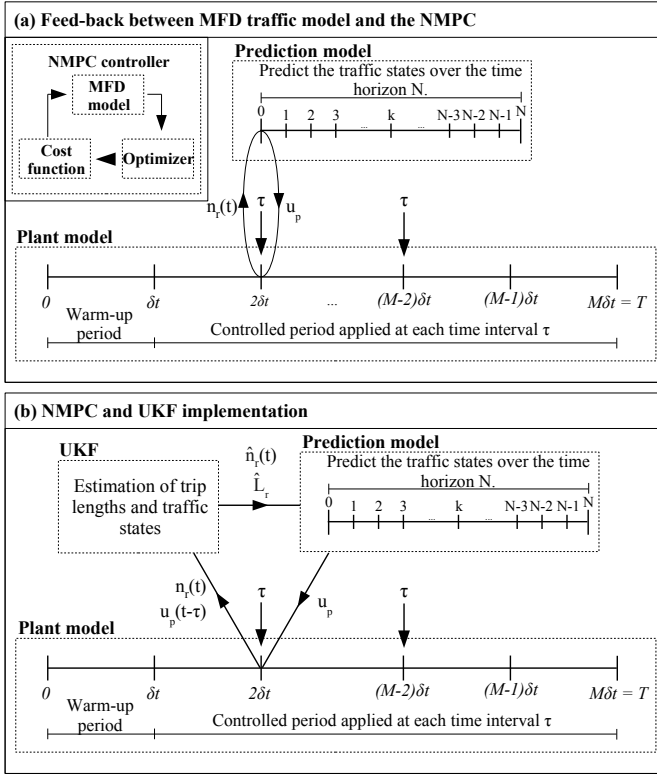 (a) Feed-back between MFD traffic model and the NMPC
NMPC controller
MFD
model
Cost
function
Optimizer
Prediction model
Predict the traffic states over the time
horizon N.
0 1 2 3 ... k ... N-3 N-2 N-1 N
n_r(t) τ u_p τ
Plant model
0 δt 2δt ... (M-2)δt (M-1)δt Mδt = T
Warm-up
period
Controlled period applied at each time interval τ
(b) NMPC and UKF implementation
UKF
Estimation of trip
lengths and traffic
states
n̂_r(t)
L̂_r
Prediction model
Predict the traffic states over the time
horizon N.
0 1 2 3 ... k ... N-3 N-2 N-1 N
n_r(t)
u_p(t-τ)
τ u_p τ
Plant model
0 δt 2δt (M-2)δt (M-1)δt Mδt = T
Warm-up
period
Controlled period applied at each time interval τ